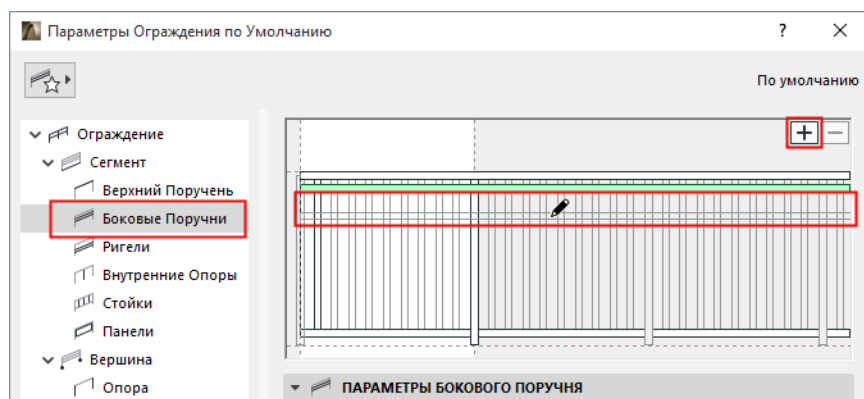 Параметры Ограждения по Умолчанию
По умолчанию
Ограждение
Сегмент
Верхний Поручень
Боковые Поручни
Ригели
Внутренние Опоры
Стойки
Панели
Вершина
Опора
ПАРАМЕТРЫ БОКОВОГО ПОРУЧНЯ